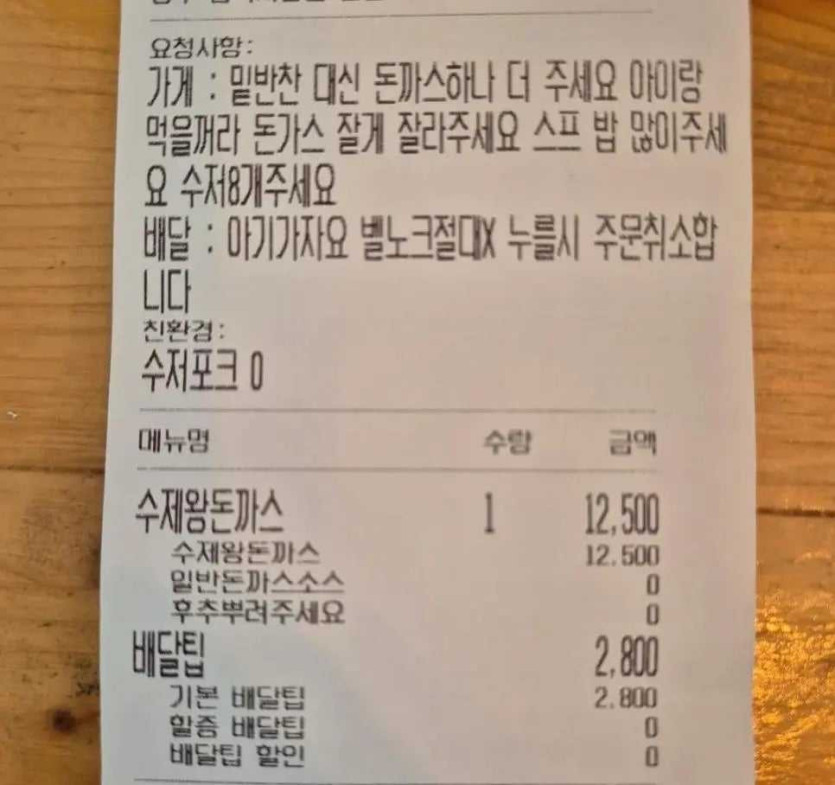 요청사항:
가게 : 밑반찬 대신 돈까스하나 더 주세요 아이랑
먹을꺼라 돈가스 잘게 잘라주세요 스프 밥 많이주세
요 수저8개주세요
배달 : 아기가자요 벨노크절대X 누를시 주문취소합
니다
친환경:
수저포크 0
메뉴명 수량 금액
수제왕돈까스 1 12,500
수제왕돈까스 12.500
일반돈까스소스 0
후추뿌려주세요 0
배달팁 2,800
기본 배달팁 2.800
할증 배달팁 0
배달팁 할인 0